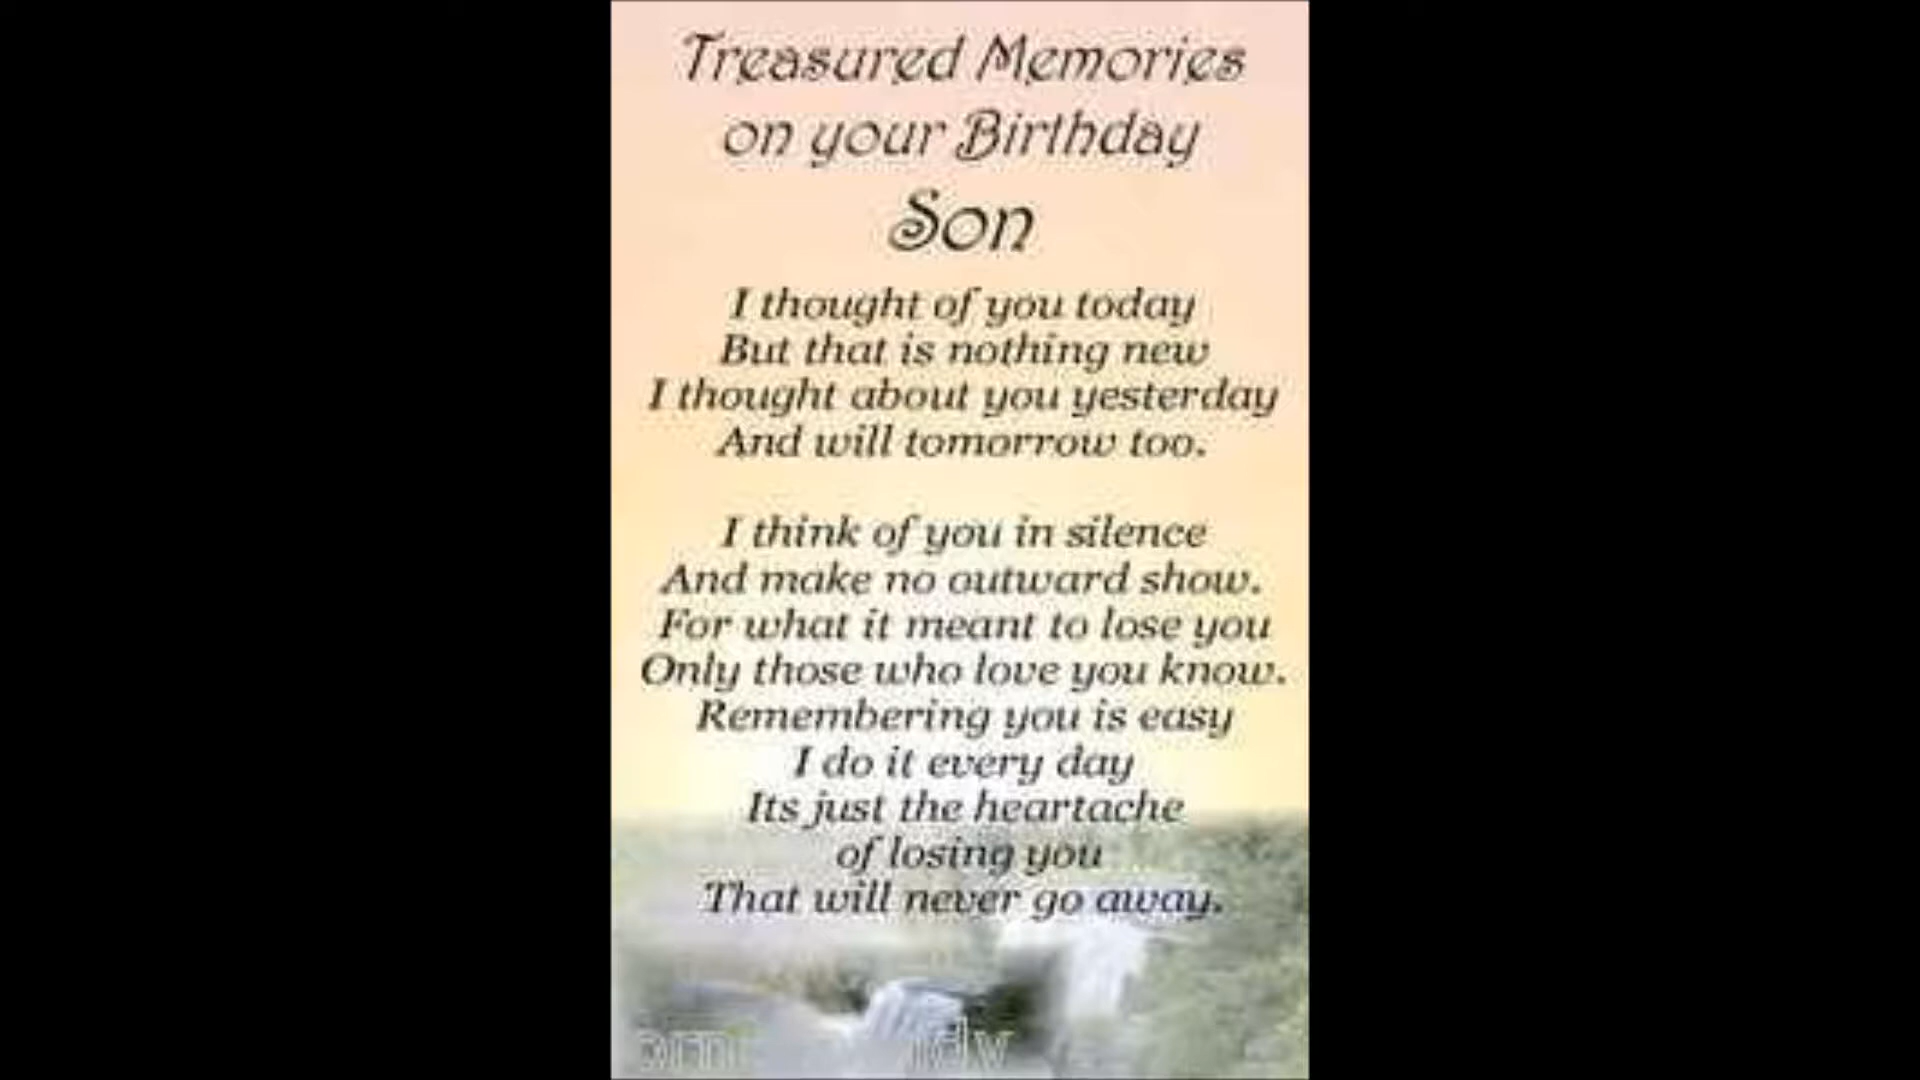 Treasured Memories
on your Birthday
Son
I thought of you today
But that is nothing new
I thought about you yesterday
And will tomorrow too.
I think of you in silence
And make no outward show.
For what it meant to lose you
Only those who love you know.
Remembering you is easy
I do it every day
Its just the heartache
of losing you
That will never go away.